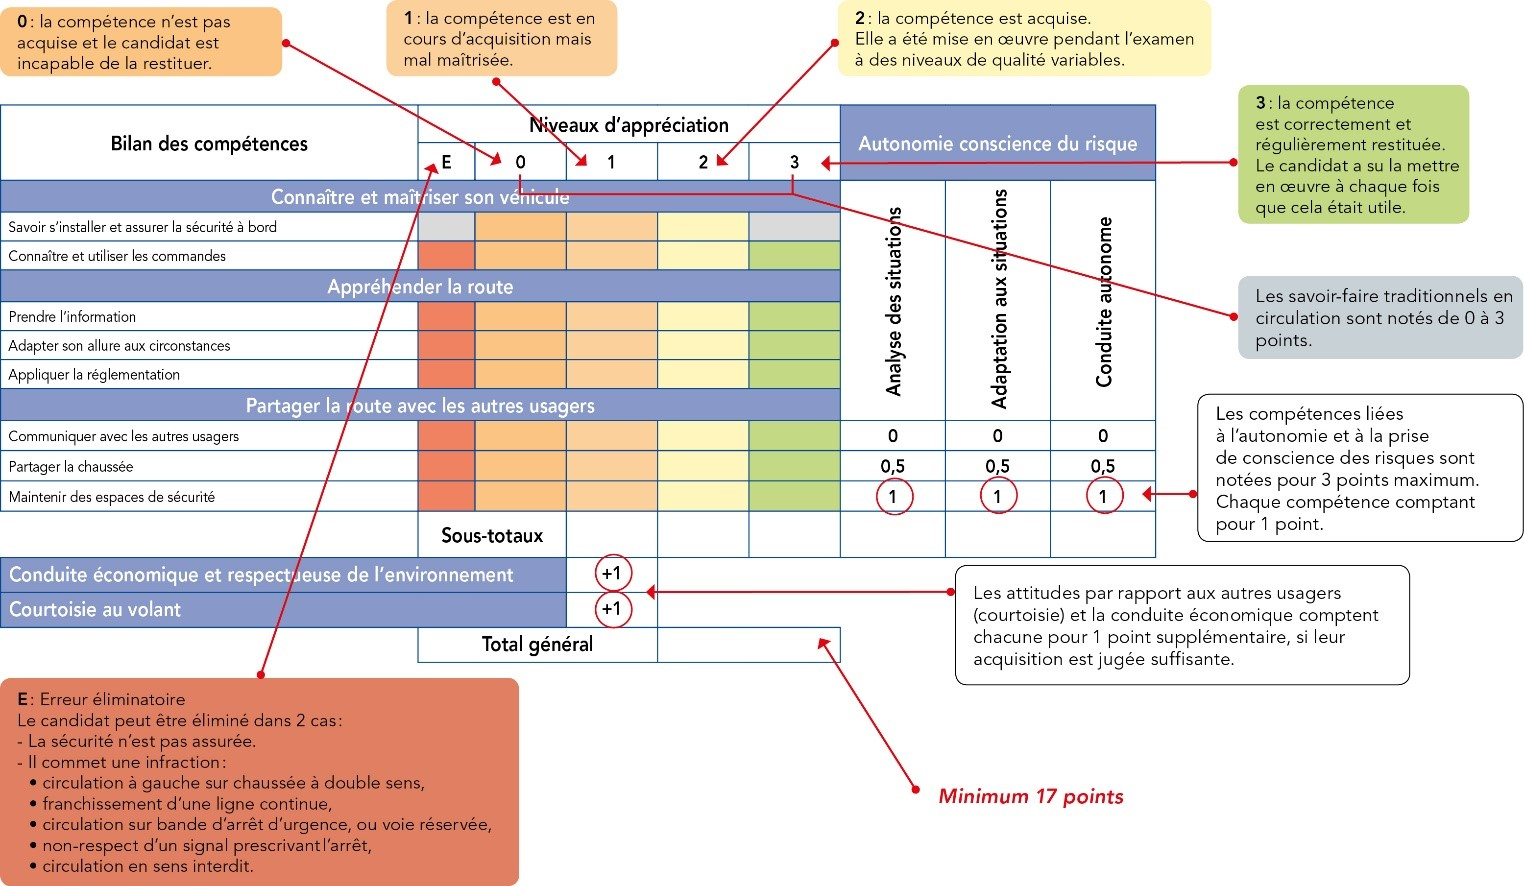 0 : la compétence n'est pas
acquise et le candidat est
incapable de la restituer.
1 : la compétence est en
cours d'acquisition mais
mal maîtrisée.
2 : la compétence est acquise.
Elle a été mise en œuvre pendant l'examen
à des niveaux de qualité variables.
3 : la compétence
est correctement et
régulièrement restituée.
Le candidat a su la mettre
en œuvre à chaque fois
que cela était utile.
Bilan des compétences
Niveaux d'appréciation
E 0 1 2 3
Autonomie conscience du risque
Connaître et maîtriser son véhicule
Savoir s'installer et assurer la sécurité à bord
Connaître et utiliser les commandes
Appréhender la route
Prendre l'information
Adapter son allure aux circonstances
Appliquer la réglementation
Partager la route avec les autres usagers
Communiquer avec les autres usagers
Partager la chaussée
Maintenir des espaces de sécurité
Analyse des situations
Adaptation aux situations
Conduite autonome
0 0 0
0,5 0,5 0,5
1 1 1
Les savoir-faire traditionnels en
circulation sont notés de 0 à 3
points.
Les compétences liées
à l'autonomie et à la prise
de conscience des risques sont
notées pour 3 points maximum.
Chaque compétence comptant
pour 1 point.
Sous-totaux
Conduite économique et respectueuse de l'environnement +1
Courtoisie au volant +1
Total général
Les attitudes par rapport aux autres usagers
(courtoisie) et la conduite économique comptent
chacune pour 1 point supplémentaire, si leur
acquisition est jugée suffisante.
E : Erreur éliminatoire
Le candidat peut être éliminé dans 2 cas :
- La sécurité n'est pas assurée.
- Il commet une infraction :
• circulation à gauche sur chaussée à double sens,
• franchissement d'une ligne continue,
• circulation sur bande d'arrêt d'urgence, ou voie réservée,
• non-respect d'un signal prescrivant l'arrêt,
• circulation en sens interdit.
Minimum 17 points